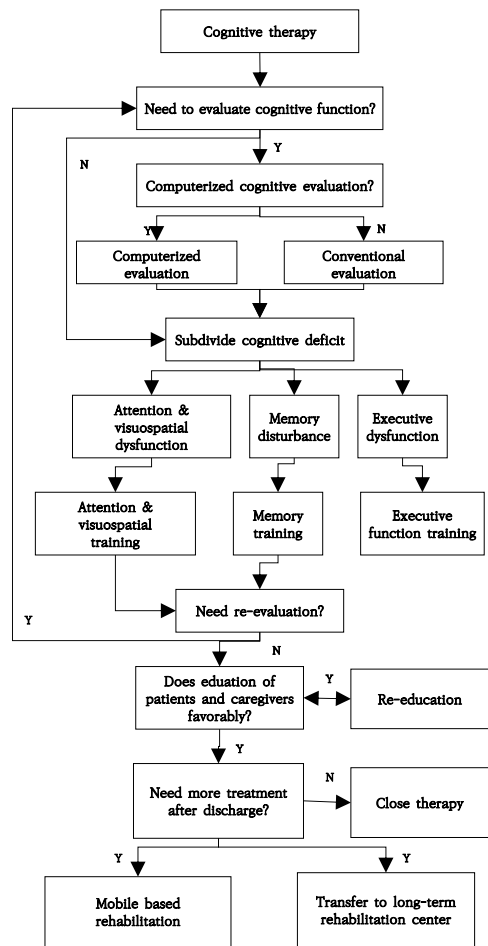 Cognitive therapy
Need to evaluate cognitive function?
N
Y
Computerized cognitive evaluation?
Y
N
Computerized
evaluation
Conventional
evaluation
Subdivide cognitive deficit
Attention &
visuospatial
dysfunction
Memory
disturbance
Executive
dysfunction
Attention &
visuospatial
training
Memory
training
Executive
function training
Need re-evaluation?
Y
N
Does eduation of
patients and caregivers
favorably?
Y
Re-education
Y
Need more treatment
after discharge?
N
Close therapy
Y
Y
Mobile based
rehabilitation
Transfer to long-term
rehabilitation center